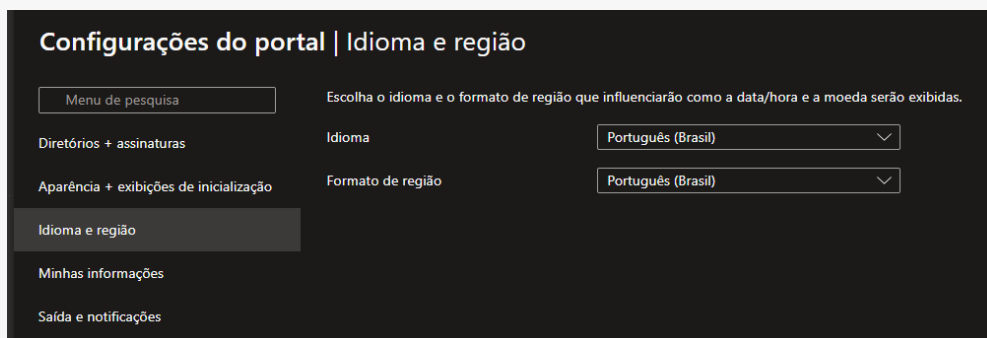 Configurações do portal | Idioma e região
Menu de pesquisa
Diretórios + assinaturas
Aparência + exibições de inicialização
Idioma e região
Minhas informações
Saída e notificações
Escolha o idioma e o formato de região que influenciarão como a data/hora e a moeda serão exibidas.
Idioma Português (Brasil)
Formato de região Português (Brasil)